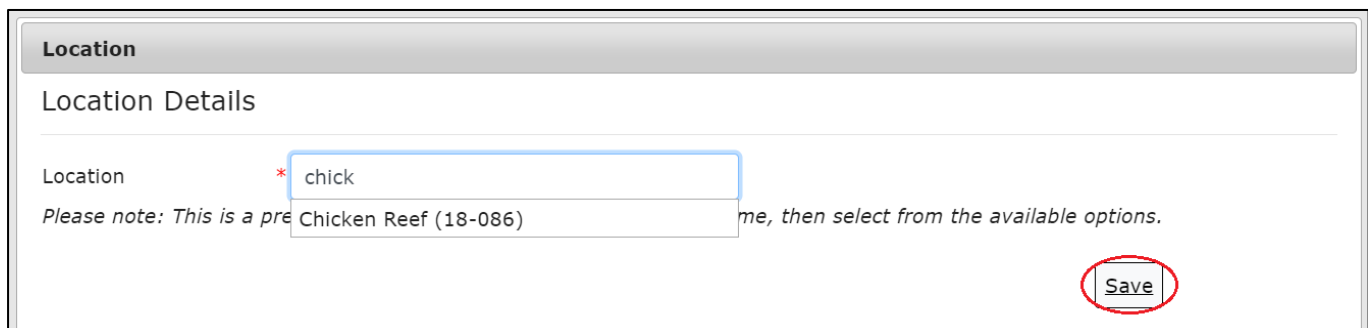 Location
Location Details
Location * chick
Please note: This is a pre
Chicken Reef (18-086)
me, then select from the available options.
Save